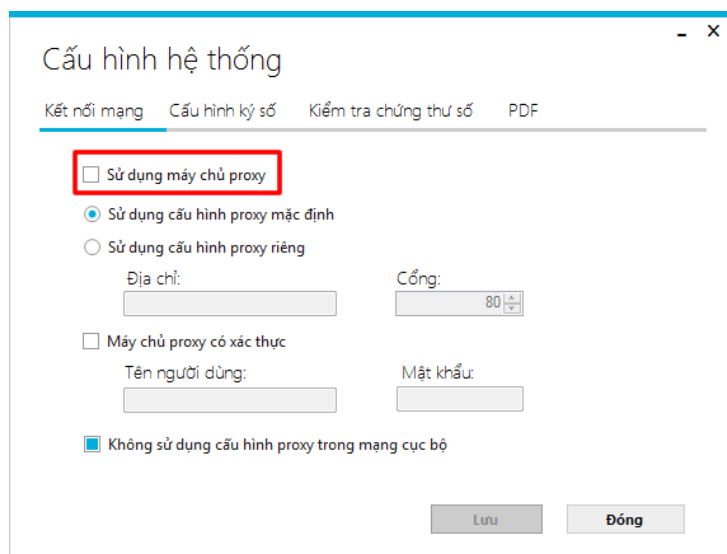 Cấu hình hệ thống
Kết nối mạng Cấu hình ký số Kiểm tra chứng thư số PDF
Sử dụng máy chủ proxy
Sử dụng cấu hình proxy mặc định
Sử dụng cấu hình proxy riêng
Địa chỉ: Cổng:
80
Máy chủ proxy có xác thực
Tên người dùng: Mật khẩu:
Không sử dụng cấu hình proxy trong mạng cục bộ
Lưu Đóng